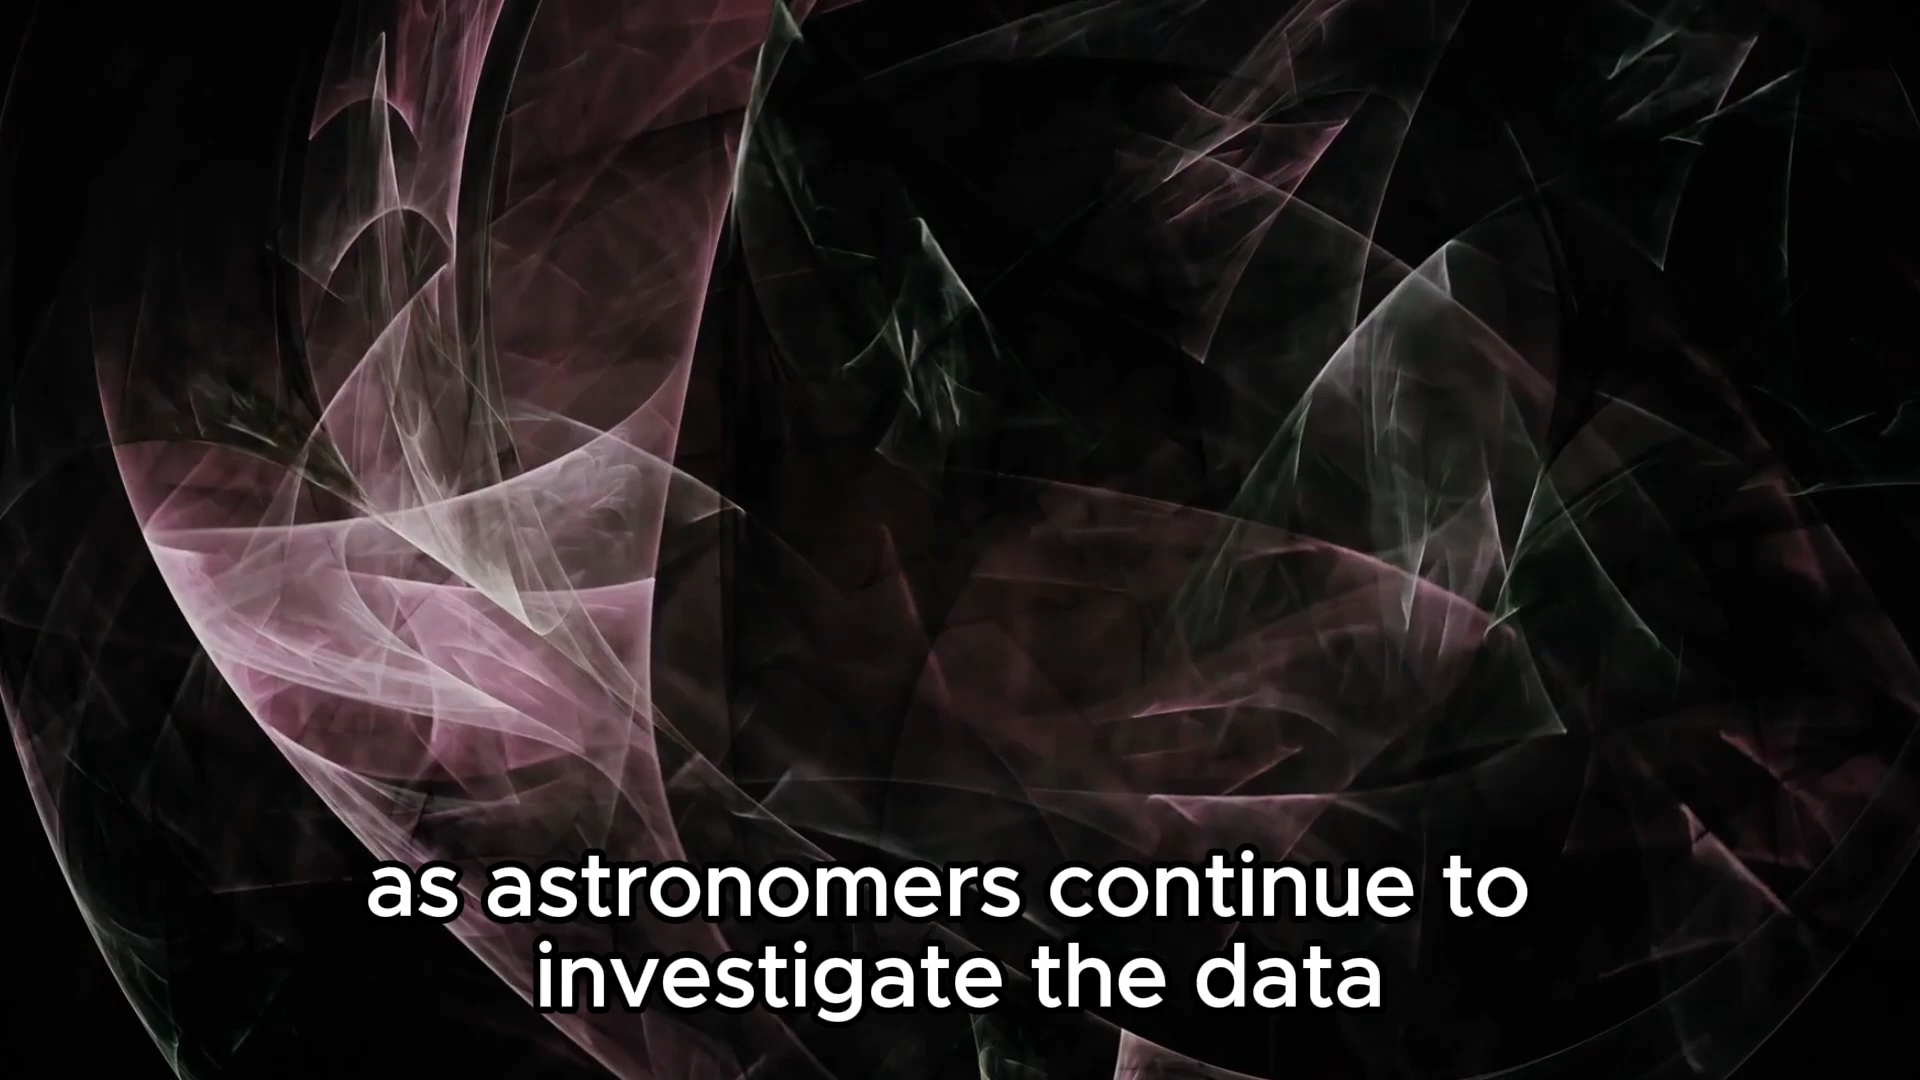 as astronomers continue to
investigate the data